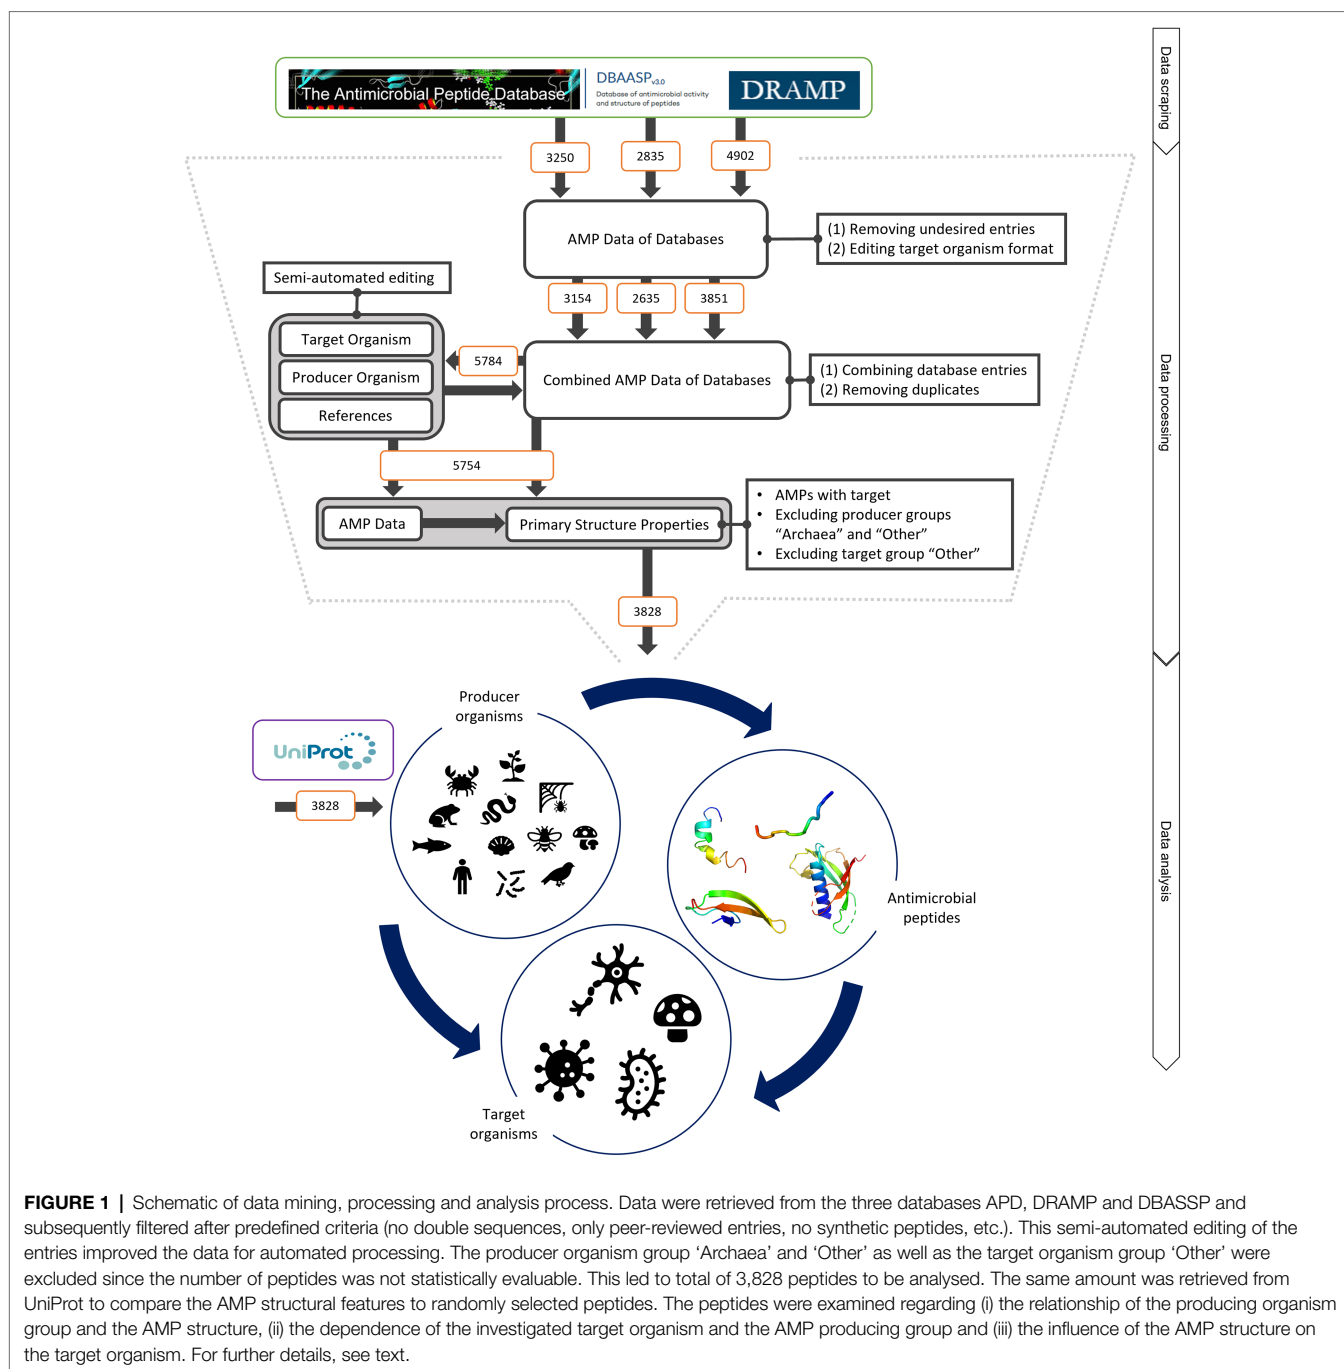 The Antimicrobial Peptide Database
DBAASP v3.0
Database of antimicrobial activity
and structure of peptides
DRAMP
Data scraping
3250
2835
4902
AMP Data of Databases
(1) Removing undesired entries
(2) Editing target organism format
Semi-automated editing
3154
2635
3851
Target Organism
Producer Organism
References
5784
Combined AMP Data of Databases
(1) Combining database entries
(2) Removing duplicates
Data processing
5754
AMP Data
Primary Structure Properties
• AMPs with target
• Excluding producer groups
“Archaea” and “Other”
• Excluding target group “Other”
3828
Producer
organisms
UniProt
3828
Antimicrobial
peptides
Data analysis
Target
organisms
FIGURE 1 | Schematic of data mining, processing and analysis process. Data were retrieved from the three databases APD, DRAMP and DBASSP and
subsequently filtered after predefined criteria (no double sequences, only peer-reviewed entries, no synthetic peptides, etc.). This semi-automated editing of the
entries improved the data for automated processing. The producer organism group ‘Archaea’ and ‘Other’ as well as the target organism group ‘Other’ were
excluded since the number of peptides was not statistically evaluable. This led to total of 3,828 peptides to be analysed. The same amount was retrieved from
UniProt to compare the AMP structural features to randomly selected peptides. The peptides were examined regarding (i) the relationship of the producing organism
group and the AMP structure, (ii) the dependence of the investigated target organism and the AMP producing group and (iii) the influence of the AMP structure on
the target organism. For further details, see text.